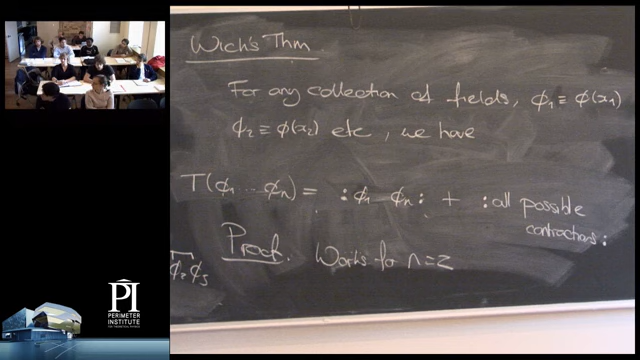 Wick's Thm.
For any collection of fields, ϕ₁ ≡ ϕ(x₁)
ϕ₂ ≡ ϕ(x₂) etc, we have
T(ϕ₁ ... ϕₙ) = :ϕ₁ ... ϕₙ: + :all possible
contractions:
Proof. Works for n=2
ϕ₂ ϕ₃
PI
PERIMETER
INSTITUTE
FOR THEORETICAL PHYSICS